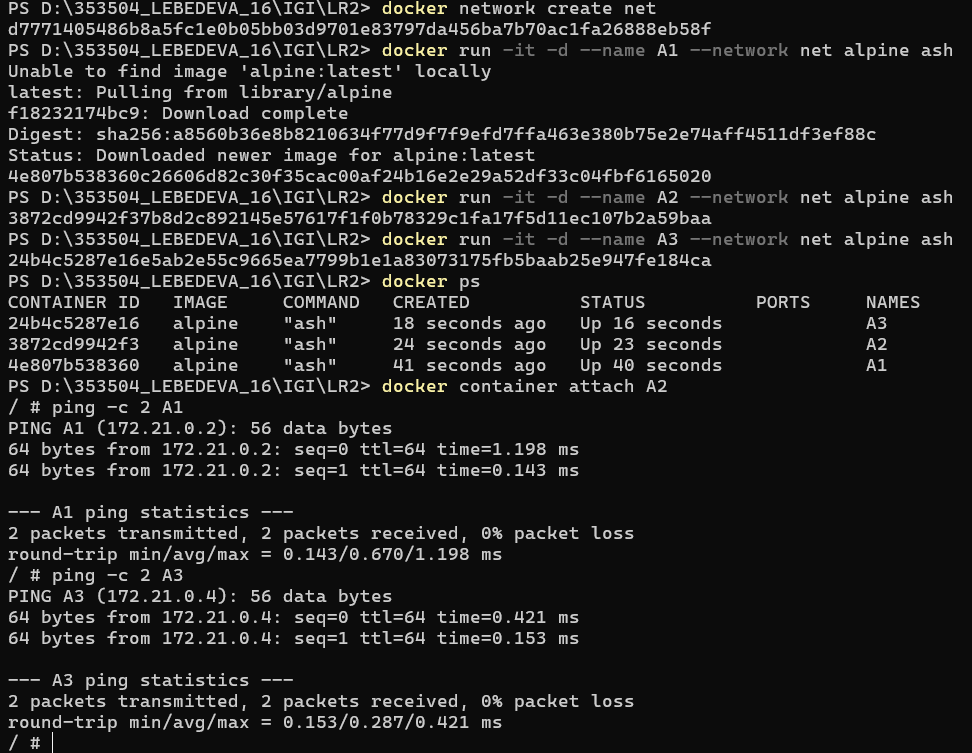 PS D:\353504_LEBEDEVA_16\IGI\LR2> docker network create net
d7771405486b8a5fc1e0b05bb03d9701e83797da456ba7b70ac1fa26888eb58f
PS D:\353504_LEBEDEVA_16\IGI\LR2> docker run -it -d --name A1 --network net alpine ash
Unable to find image 'alpine:latest' locally
latest: Pulling from library/alpine
f18232174bc9: Download complete
Digest: sha256:a8560b36e8b8210634f77d9f7f9efd7ffa463e380b75e2e74aff4511df3ef88c
Status: Downloaded newer image for alpine:latest
4e807b538360c26606d82c30f35cac00af24b16e2e29a52df33c04fbf6165020
PS D:\353504_LEBEDEVA_16\IGI\LR2> docker run -it -d --name A2 --network net alpine ash
3872cd9942f37b8d2c892145e57617f1f0b78329c1fa17f5d11ec107b2a59baa
PS D:\353504_LEBEDEVA_16\IGI\LR2> docker run -it -d --name A3 --network net alpine ash
24b4c5287e16e5ab2e55c9665ea7799b1e1a83073175fb5baab25e947fe184ca
PS D:\353504_LEBEDEVA_16\IGI\LR2> docker ps
CONTAINER ID   IMAGE     COMMAND   CREATED          STATUS          PORTS     NAMES
24b4c5287e16   alpine    "ash"     18 seconds ago   Up 16 seconds             A3
3872cd9942f3   alpine    "ash"     24 seconds ago   Up 23 seconds             A2
4e807b538360   alpine    "ash"     41 seconds ago   Up 40 seconds             A1
PS D:\353504_LEBEDEVA_16\IGI\LR2> docker container attach A2
/ # ping -c 2 A1
PING A1 (172.21.0.2): 56 data bytes
64 bytes from 172.21.0.2: seq=0 ttl=64 time=1.198 ms
64 bytes from 172.21.0.2: seq=1 ttl=64 time=0.143 ms

--- A1 ping statistics ---
2 packets transmitted, 2 packets received, 0% packet loss
round-trip min/avg/max = 0.143/0.670/1.198 ms
/ # ping -c 2 A3
PING A3 (172.21.0.4): 56 data bytes
64 bytes from 172.21.0.4: seq=0 ttl=64 time=0.421 ms
64 bytes from 172.21.0.4: seq=1 ttl=64 time=0.153 ms

--- A3 ping statistics ---
2 packets transmitted, 2 packets received, 0% packet loss
round-trip min/avg/max = 0.153/0.287/0.421 ms
/ #